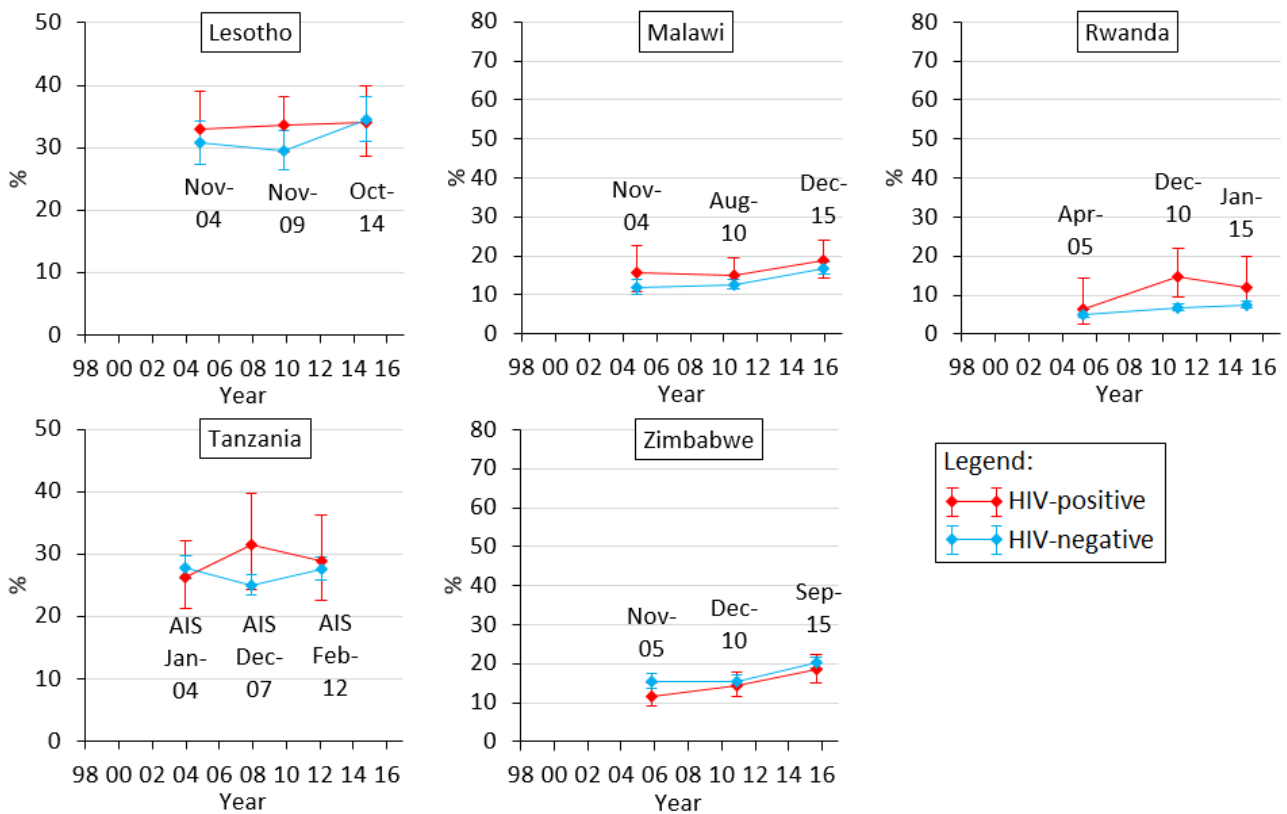 Lesotho
50
40
30
20
10
0
%
Nov-
04
Nov-
09
Oct-
14
98 00 02 04 06 08 10 12 14 16
Year
Malawi
80
70
60
50
40
30
20
10
0
%
Nov-
04
Aug-
10
Dec-
15
98 00 02 04 06 08 10 12 14 16
Year
Rwanda
80
70
60
50
40
30
20
10
0
%
Apr-
05
Dec-
10
Jan-
15
98 00 02 04 06 08 10 12 14 16
Year
Tanzania
50
40
30
20
10
0
%
AIS
Jan-
04
AIS
Dec-
07
AIS
Feb-
12
98 00 02 04 06 08 10 12 14 16
Year
Zimbabwe
80
70
60
50
40
30
20
10
0
%
Nov-
05
Dec-
10
Sep-
15
98 00 02 04 06 08 10 12 14 16
Year
Legend:
HIV-positive
HIV-negative